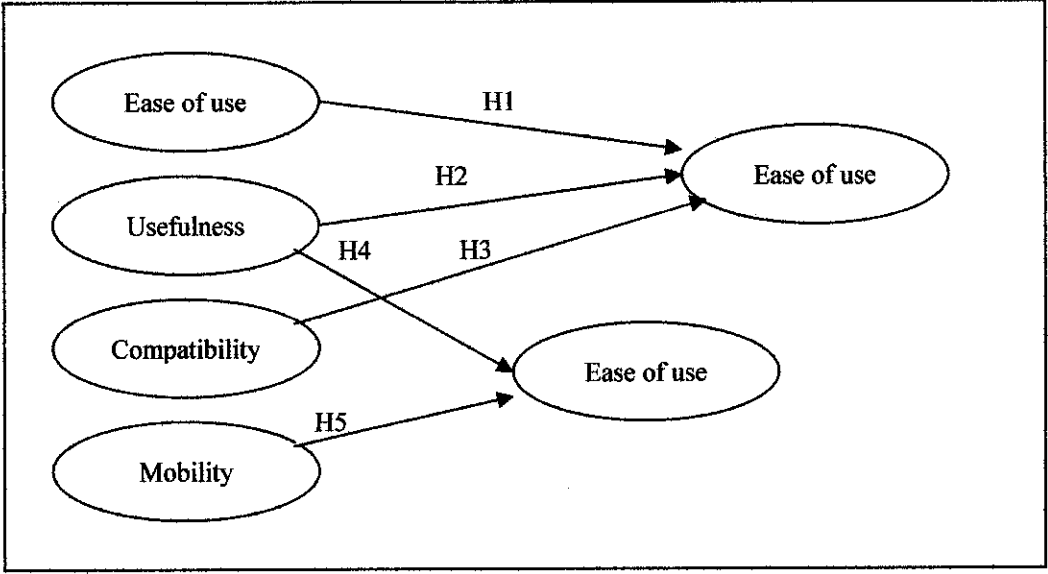 Ease of use
H1
Ease of use
H2
Usefulness
H4
H3
Compatibility
Ease of use
H5
Mobility